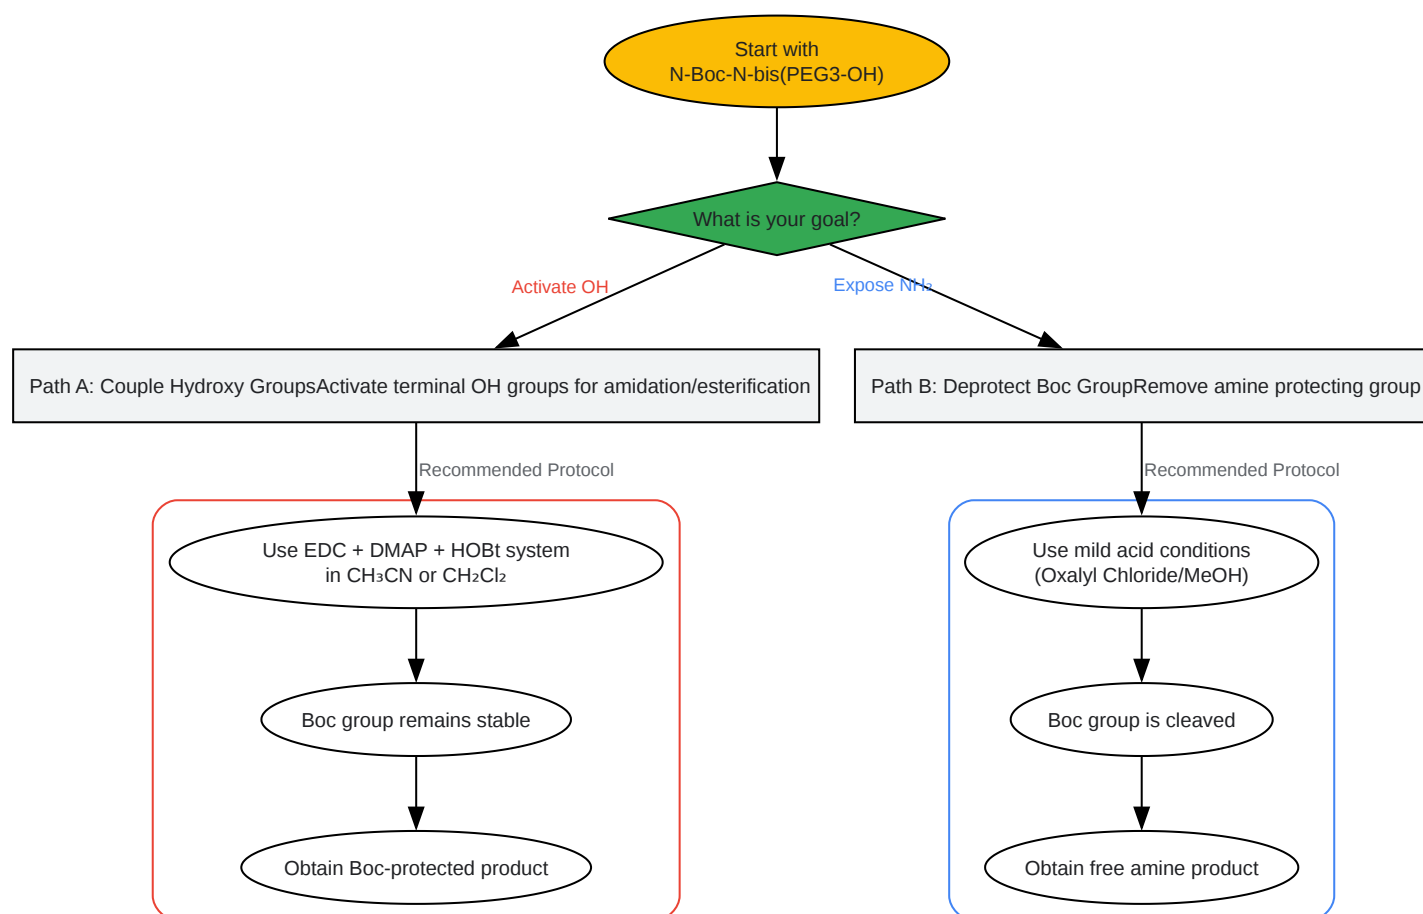 Start with
N-Boc-N-bis(PEG3-OH)
What is your goal?
Activate OH
Expose NH₂
Path A: Couple Hydroxy GroupsActivate terminal OH groups for amidation/esterification
Path B: Deprotect Boc GroupRemove amine protecting group
Recommended Protocol
Recommended Protocol
Use EDC + DMAP + HOBt system
in CH₃CN or CH₂Cl₂
Use mild acid conditions
(Oxalyl Chloride/MeOH)
Boc group remains stable
Boc group is cleaved
Obtain Boc-protected product
Obtain free amine product